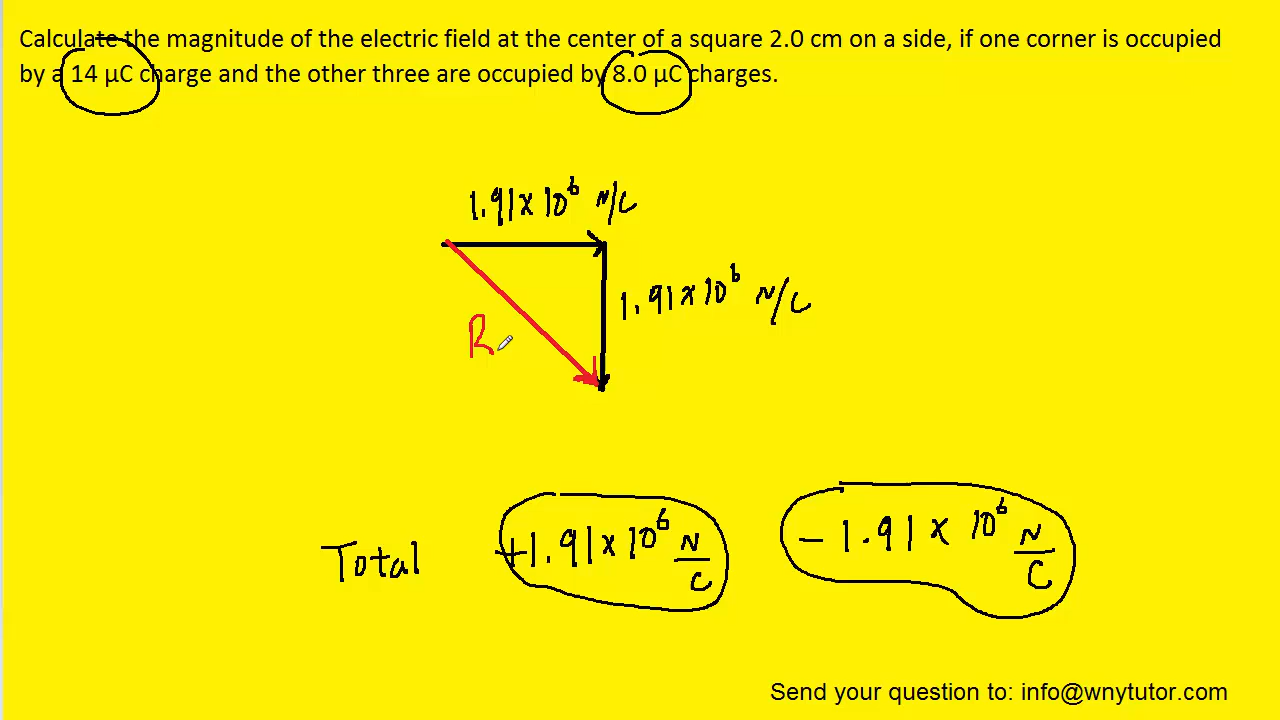 Calculate the magnitude of the electric field at the center of a square 2.0 cm on a side, if one corner is occupied
by a 14 µC charge and the other three are occupied by 8.0 µC charges.
1.91 x 10⁶ N/C
1.91 x 10⁶ N/C
R
Total +1.91 x 10⁶ N/C - 1.91 x 10⁶ N/C
Send your question to: info@wnytutor.com